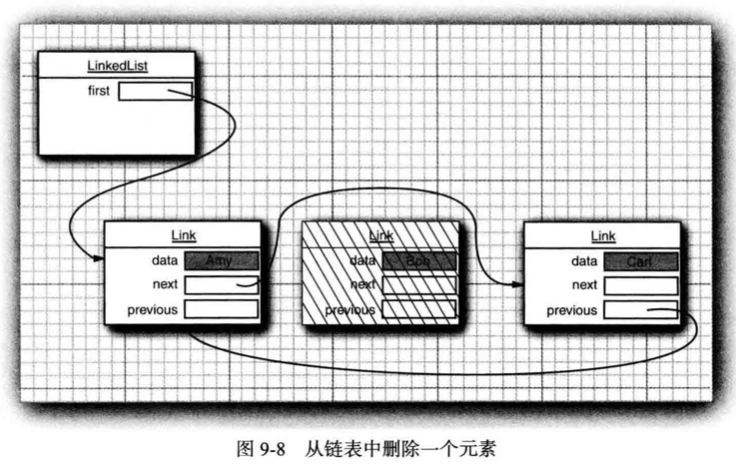 LinkedList
first
Link
data Amy
next
previous
Link
data Bob
next
previous
Link
data Carl
next
previous
图 9-8 从链表中删除一个元素